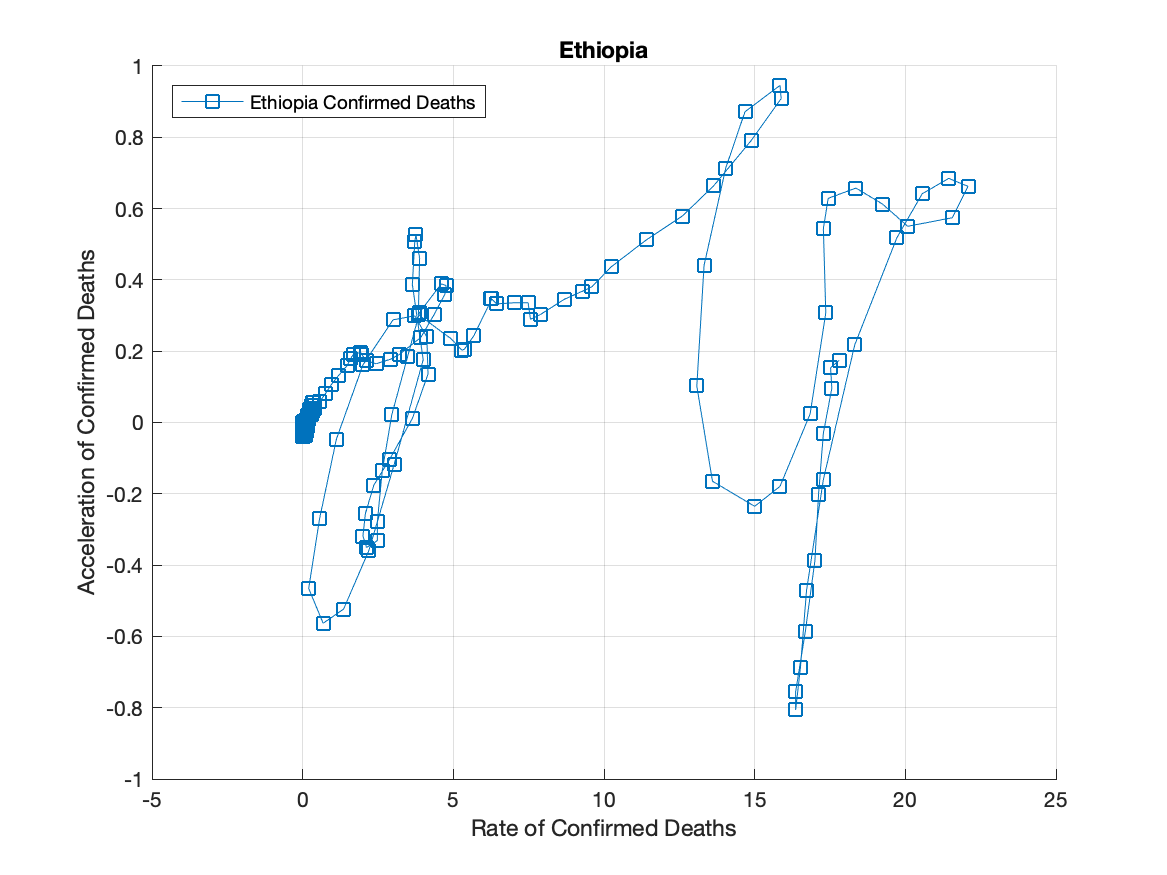 Ethiopia
Ethiopia Confirmed Deaths
1
0.8
0.6
0.4
0.2
0
-0.2
-0.4
-0.6
-0.8
-1
Acceleration of Confirmed Deaths
-5 0 5 10 15 20 25
Rate of Confirmed Deaths